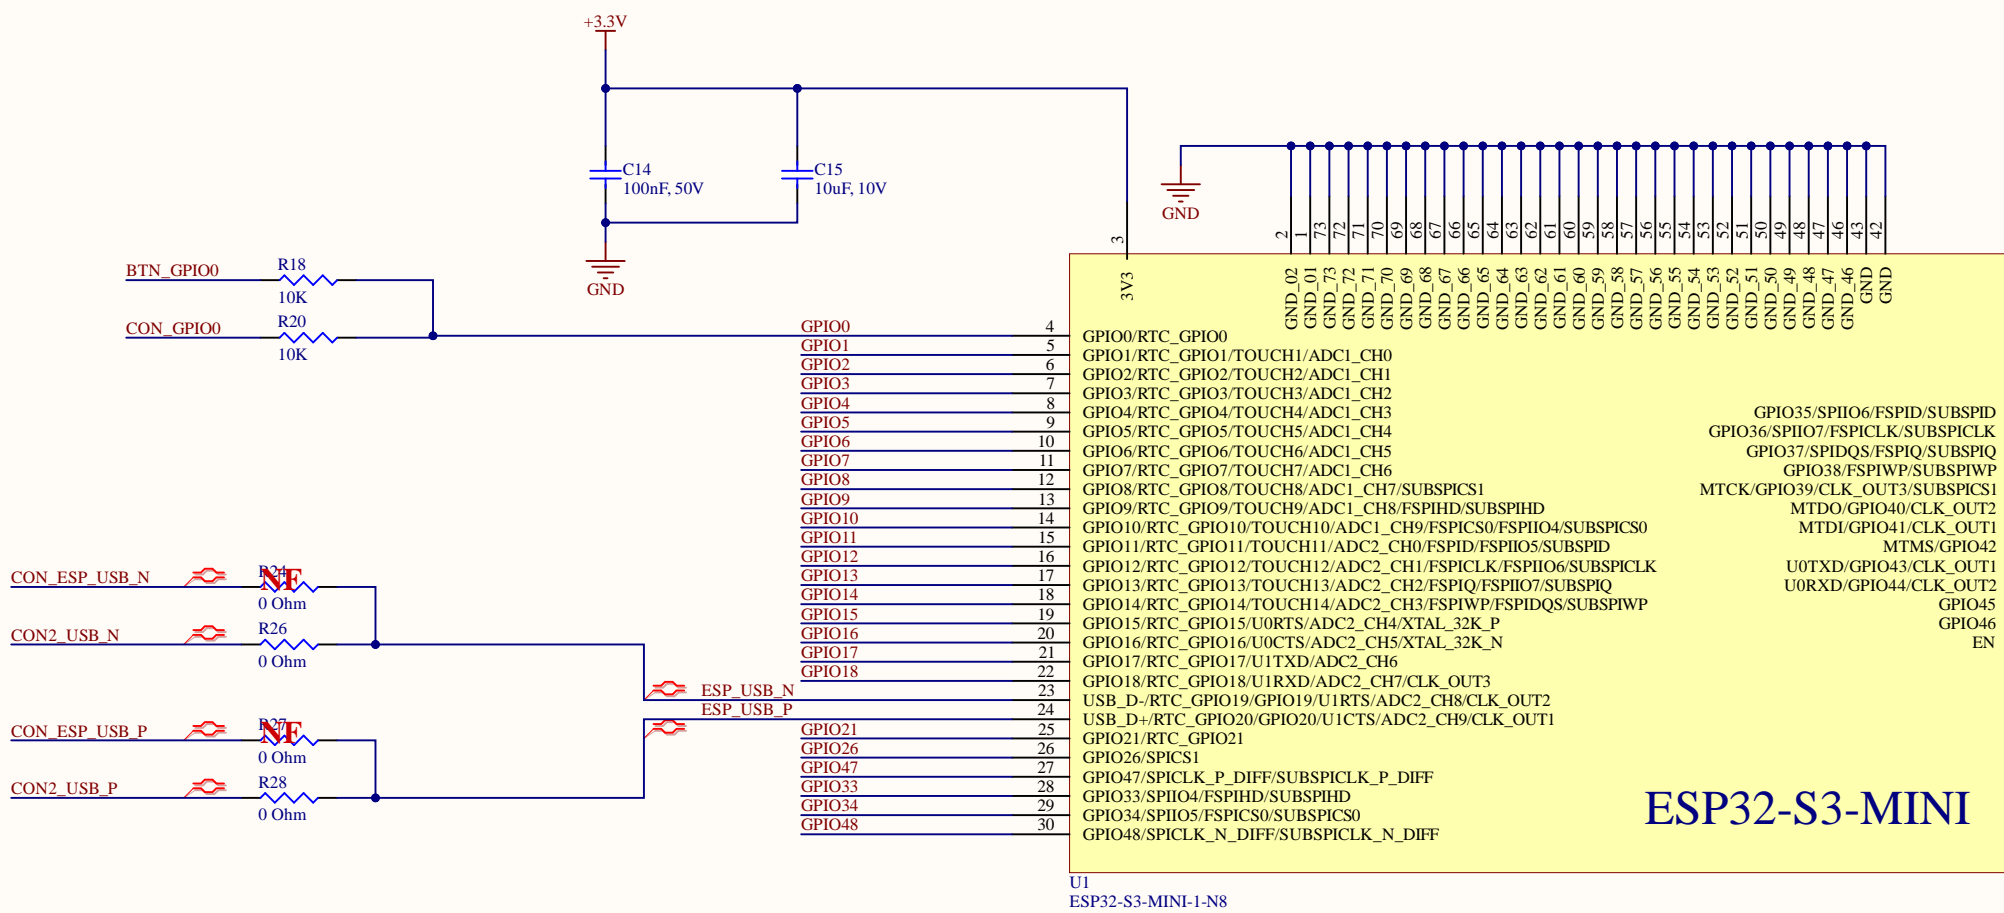 +3.3V
C14
100nF, 50V
C15
10uF, 10V
GND
GND
BTN_GPIO0
R18
10K
CON_GPIO0
R20
10K
CON_ESP_USB_N
R24
NF
0 Ohm
CON2_USB_N
R26
0 Ohm
CON_ESP_USB_P
R27
NF
0 Ohm
CON2_USB_P
R28
0 Ohm
ESP_USB_N
ESP_USB_P
3
3V3
2 1 73 72 71 70 69 68 67 66 65 64 63 62 61 60 59 58 57 56 55 54 53 52 51 50 49 48 47 46 43 42
GND_02
GND_01
GND_73
GND_72
GND_71
GND_70
GND_69
GND_68
GND_67
GND_66
GND_65
GND_64
GND_63
GND_62
GND_61
GND_60
GND_59
GND_58
GND_57
GND_56
GND_55
GND_54
GND_53
GND_52
GND_51
GND_50
GND_49
GND_48
GND_47
GND_46
GND
GND
GPIO0 4 GPIO0/RTC_GPIO0
GPIO1 5 GPIO1/RTC_GPIO1/TOUCH1/ADC1_CH0
GPIO2 6 GPIO2/RTC_GPIO2/TOUCH2/ADC1_CH1
GPIO3 7 GPIO3/RTC_GPIO3/TOUCH3/ADC1_CH2
GPIO4 8 GPIO4/RTC_GPIO4/TOUCH4/ADC1_CH3
GPIO5 9 GPIO5/RTC_GPIO5/TOUCH5/ADC1_CH4
GPIO6 10 GPIO6/RTC_GPIO6/TOUCH6/ADC1_CH5
GPIO7 11 GPIO7/RTC_GPIO7/TOUCH7/ADC1_CH6
GPIO8 12 GPIO8/RTC_GPIO8/TOUCH8/ADC1_CH7/SUBSPICS1
GPIO9 13 GPIO9/RTC_GPIO9/TOUCH9/ADC1_CH8/FSPIHD/SUBSPIHD
GPIO10 14 GPIO10/RTC_GPIO10/TOUCH10/ADC1_CH9/FSPICS0/FSPIIO4/SUBSPICS0
GPIO11 15 GPIO11/RTC_GPIO11/TOUCH11/ADC2_CH0/FSPID/FSPIIO5/SUBSPID
GPIO12 16 GPIO12/RTC_GPIO12/TOUCH12/ADC2_CH1/FSPICLK/FSPIIO6/SUBSPICLK
GPIO13 17 GPIO13/RTC_GPIO13/TOUCH13/ADC2_CH2/FSPIQ/FSPIIO7/SUBSPIQ
GPIO14 18 GPIO14/RTC_GPIO14/TOUCH14/ADC2_CH3/FSPIWP/FSPIDQS/SUBSPIWP
GPIO15 19 GPIO15/RTC_GPIO15/U0RTS/ADC2_CH4/XTAL_32K_P
GPIO16 20 GPIO16/RTC_GPIO16/U0CTS/ADC2_CH5/XTAL_32K_N
GPIO17 21 GPIO17/RTC_GPIO17/U1TXD/ADC2_CH6
GPIO18 22 GPIO18/RTC_GPIO18/U1RXD/ADC2_CH7/CLK_OUT3
23 USB_D-/RTC_GPIO19/GPIO19/U1RTS/ADC2_CH8/CLK_OUT2
24 USB_D+/RTC_GPIO20/GPIO20/U1CTS/ADC2_CH9/CLK_OUT1
GPIO21 25 GPIO21/RTC_GPIO21
GPIO26 26 GPIO26/SPICS1
GPIO47 27 GPIO47/SPICLK_P_DIFF/SUBSPICLK_P_DIFF
GPIO33 28 GPIO33/SPIIO4/FSPIHD/SUBSPIHD
GPIO34 29 GPIO34/SPIIO5/FSPICS0/SUBSPICS0
GPIO48 30 GPIO48/SPICLK_N_DIFF/SUBSPICLK_N_DIFF
GPIO35/SPIIO6/FSPID/SUBSPID
GPIO36/SPIIO7/FSPICLK/SUBSPICLK
GPIO37/SPIDQS/FSPIQ/SUBSPIQ
GPIO38/FSPIWP/SUBSPIWP
MTCK/GPIO39/CLK_OUT3/SUBSPICS1
MTDO/GPIO40/CLK_OUT2
MTDI/GPIO41/CLK_OUT1
MTMS/GPIO42
U0TXD/GPIO43/CLK_OUT1
U0RXD/GPIO44/CLK_OUT2
GPIO45
GPIO46
EN
ESP32-S3-MINI
U1
ESP32-S3-MINI-1-N8